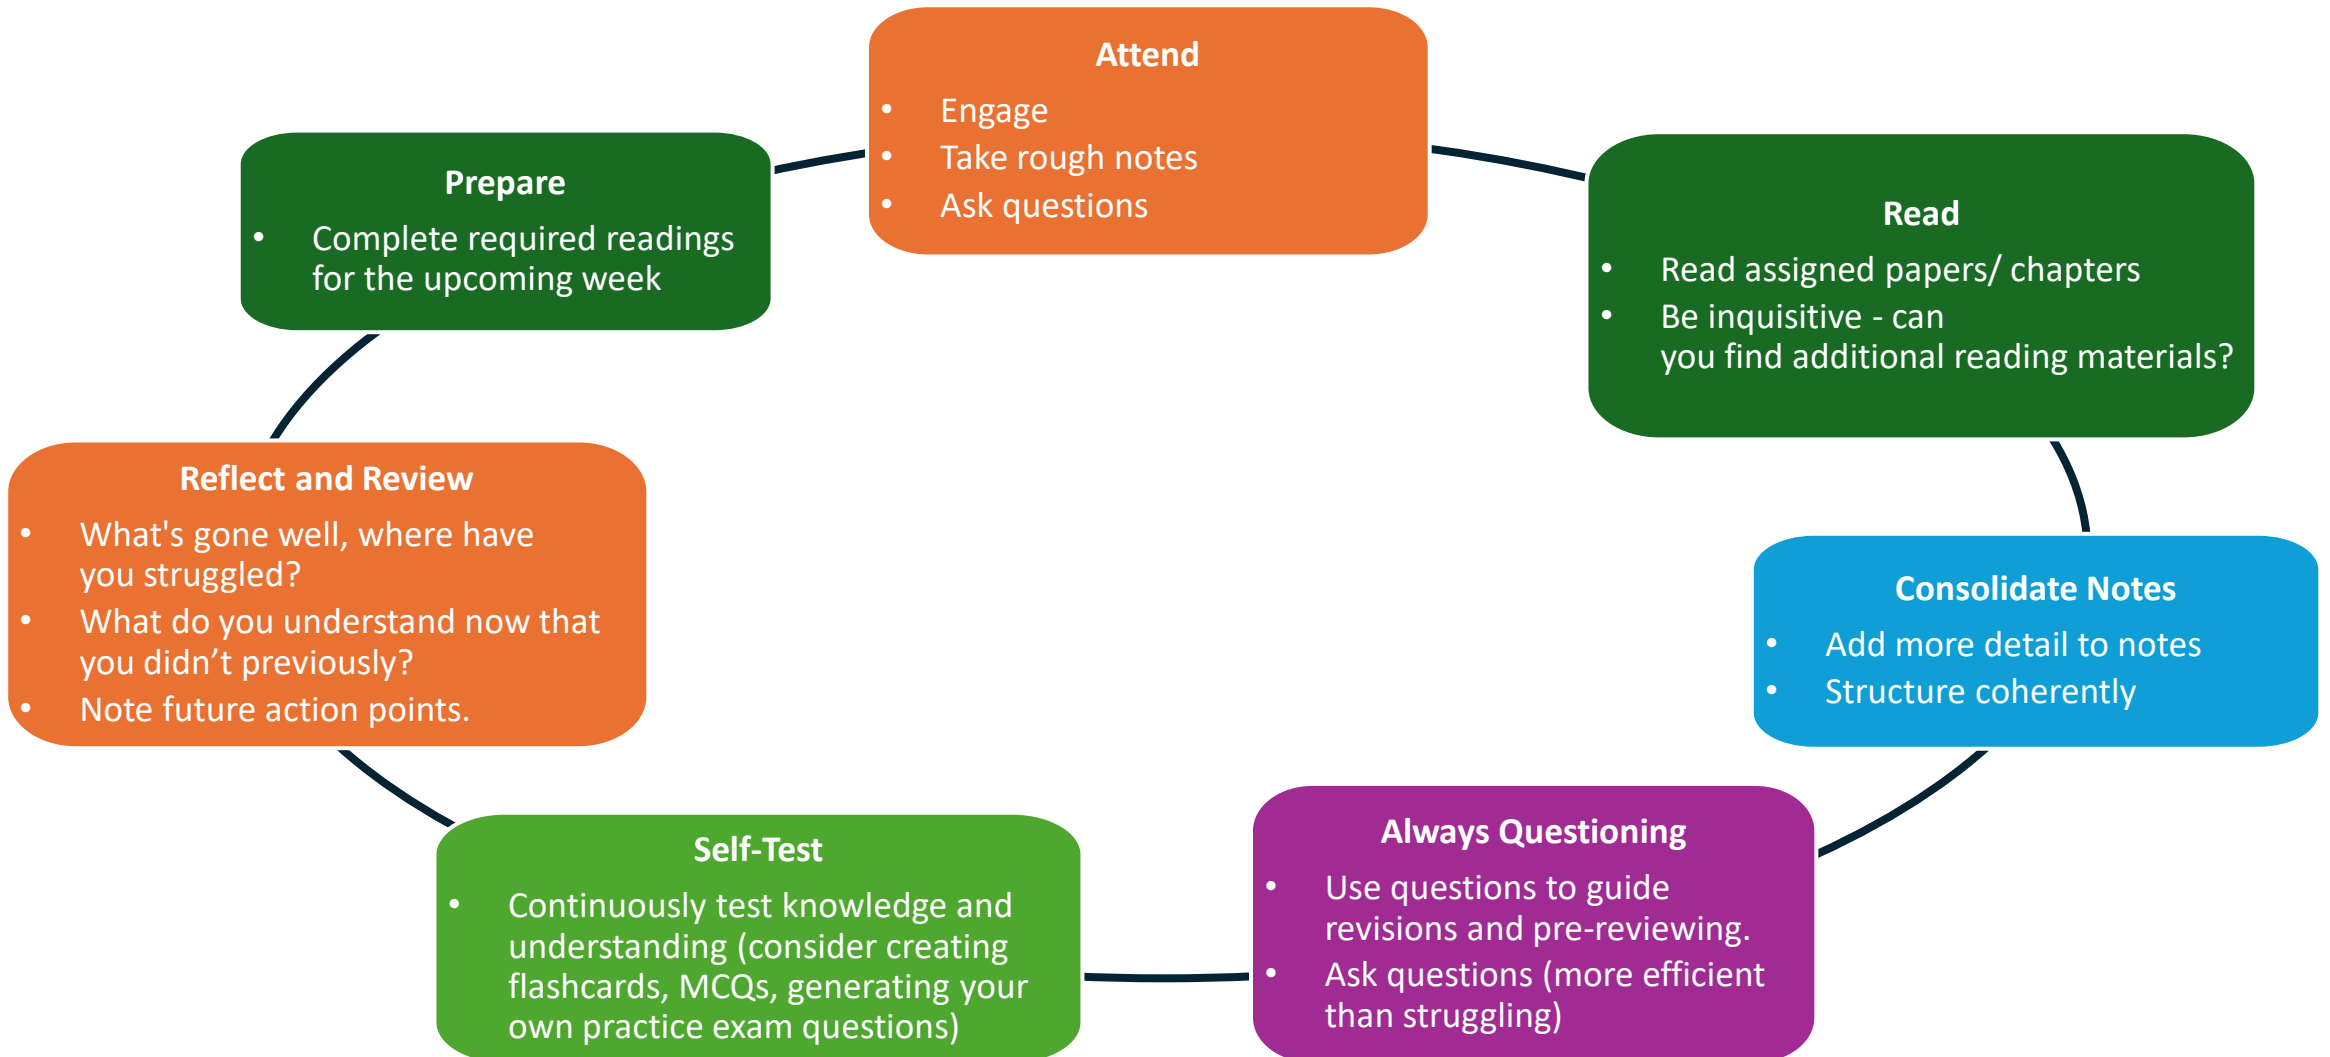 Attend
• Engage
• Take rough notes
• Ask questions
Read
• Read assigned papers/ chapters
• Be inquisitive - can
you find additional reading materials?
Consolidate Notes
• Add more detail to notes
• Structure coherently
Always Questioning
• Use questions to guide
revisions and pre-reviewing.
• Ask questions (more efficient
than struggling)
Self-Test
• Continuously test knowledge and
understanding (consider creating
flashcards, MCQs, generating your
own practice exam questions)
Reflect and Review
• What's gone well, where have
you struggled?
• What do you understand now that
you didn’t previously?
• Note future action points.
Prepare
• Complete required readings
for the upcoming week